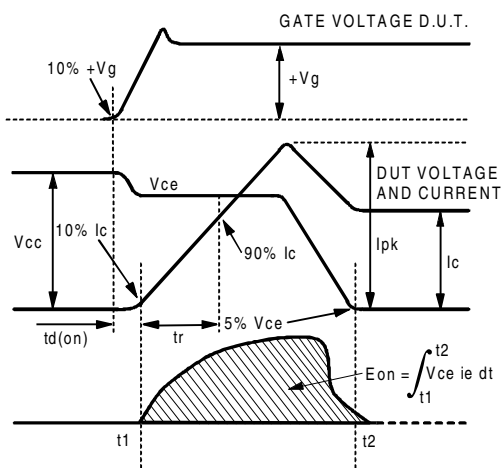 GATE VOLTAGE D.U.T.
10% +Vg
+Vg
Vce
DUT VOLTAGE
AND CURRENT
Vcc
10% Ic
90% Ic
Ipk
Ic
td(on)
tr
5% Vce
Eon = ∫ Vce ie dt
t2
t1
t1
t2